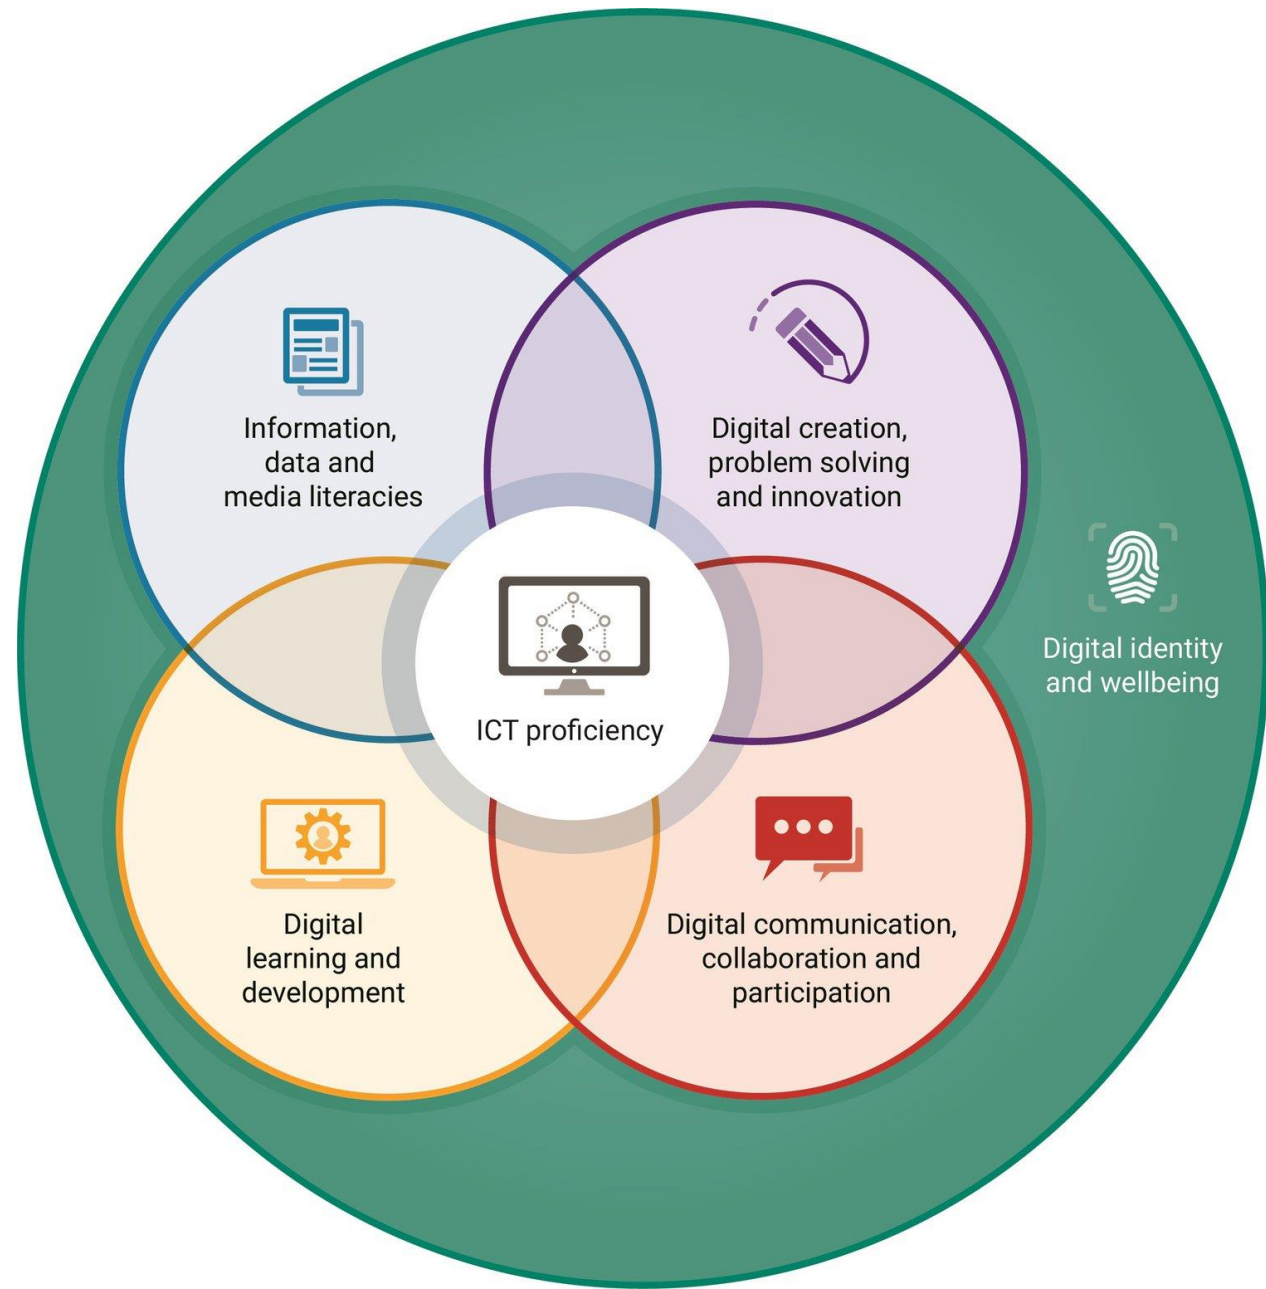 Information,
data and
media literacies
Digital creation,
problem solving
and innovation
Digital identity
and wellbeing
ICT proficiency
Digital
learning and
development
Digital communication,
collaboration and
participation